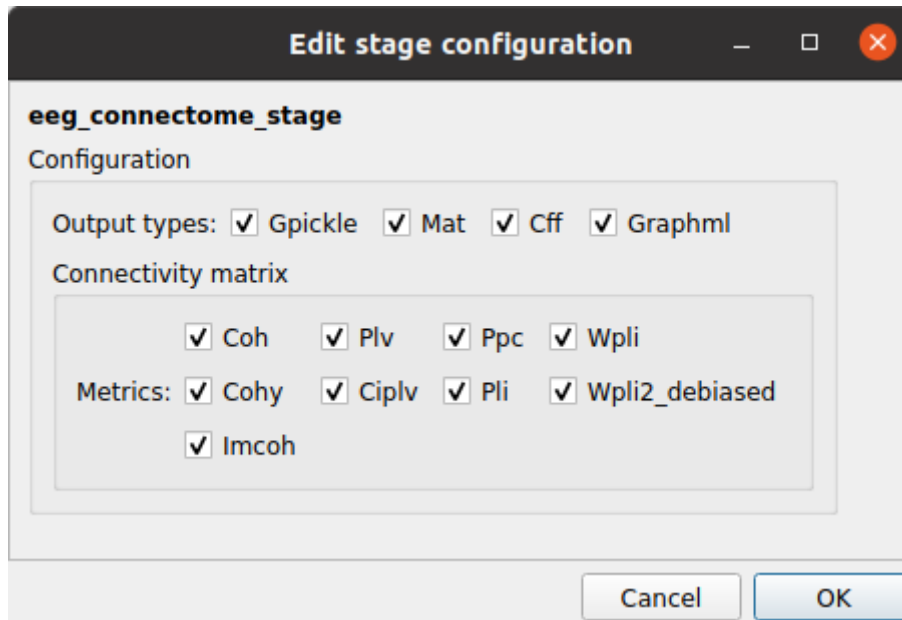 Edit stage configuration
eeg_connectome_stage
Configuration
Output types: Gpickle Mat Cff Graphml
Connectivity matrix
Coh Plv Ppc Wpli
Metrics: Cohy Ciplv Pli Wpli2_debiased
Imcoh
Cancel OK